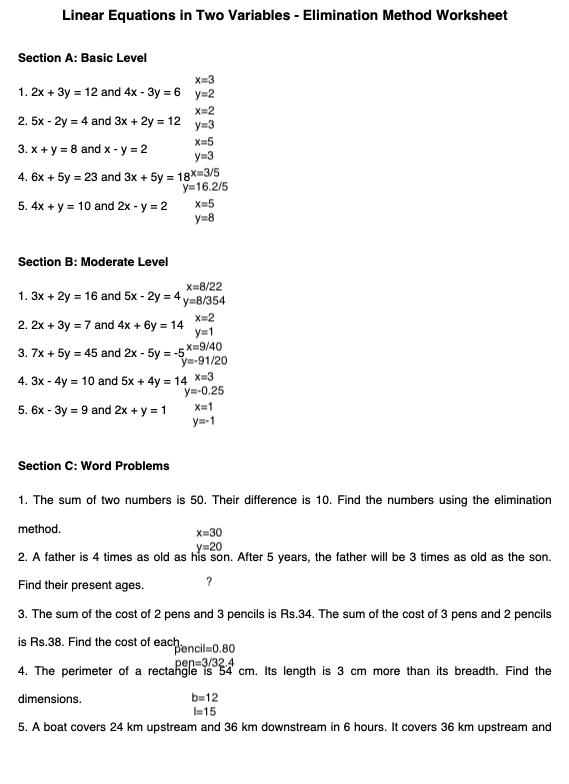 Linear Equations in Two Variables - Elimination Method Worksheet
Section A: Basic Level
x=3
1. 2x + 3y = 12 and 4x - 3y = 6 y=2
x=2
2. 5x - 2y = 4 and 3x + 2y = 12 y=3
x=5
3. x + y = 8 and x - y = 2
y=3
4. 6x + 5y = 23 and 3x + 5y = 18 x=3/5
y=16.2/5
5. 4x + y = 10 and 2x - y = 2 x=5
y=8
Section B: Moderate Level
x=8/22
1. 3x + 2y = 16 and 5x - 2y = 4 y=8/354
x=2
2. 2x + 3y = 7 and 4x + 6y = 14
y=1
3. 7x + 5y = 45 and 2x - 5y = -5 x=9/40
y=-91/20
4. 3x - 4y = 10 and 5x + 4y = 14 x=3
y=-0.25
5. 6x - 3y = 9 and 2x + y = 1 x=1
y=-1
Section C: Word Problems
1. The sum of two numbers is 50. Their difference is 10. Find the numbers using the elimination
method.
x=30
y=20
2. A father is 4 times as old as his son. After 5 years, the father will be 3 times as old as the son.
Find their present ages. ?
3. The sum of the cost of 2 pens and 3 pencils is Rs.34. The sum of the cost of 3 pens and 2 pencils
is Rs.38. Find the cost of each.
pencil=0.80
pen=3/32.4
4. The perimeter of a rectangle is 54 cm. Its length is 3 cm more than its breadth. Find the
dimensions. b=12
l=15
5. A boat covers 24 km upstream and 36 km downstream in 6 hours. It covers 36 km upstream and